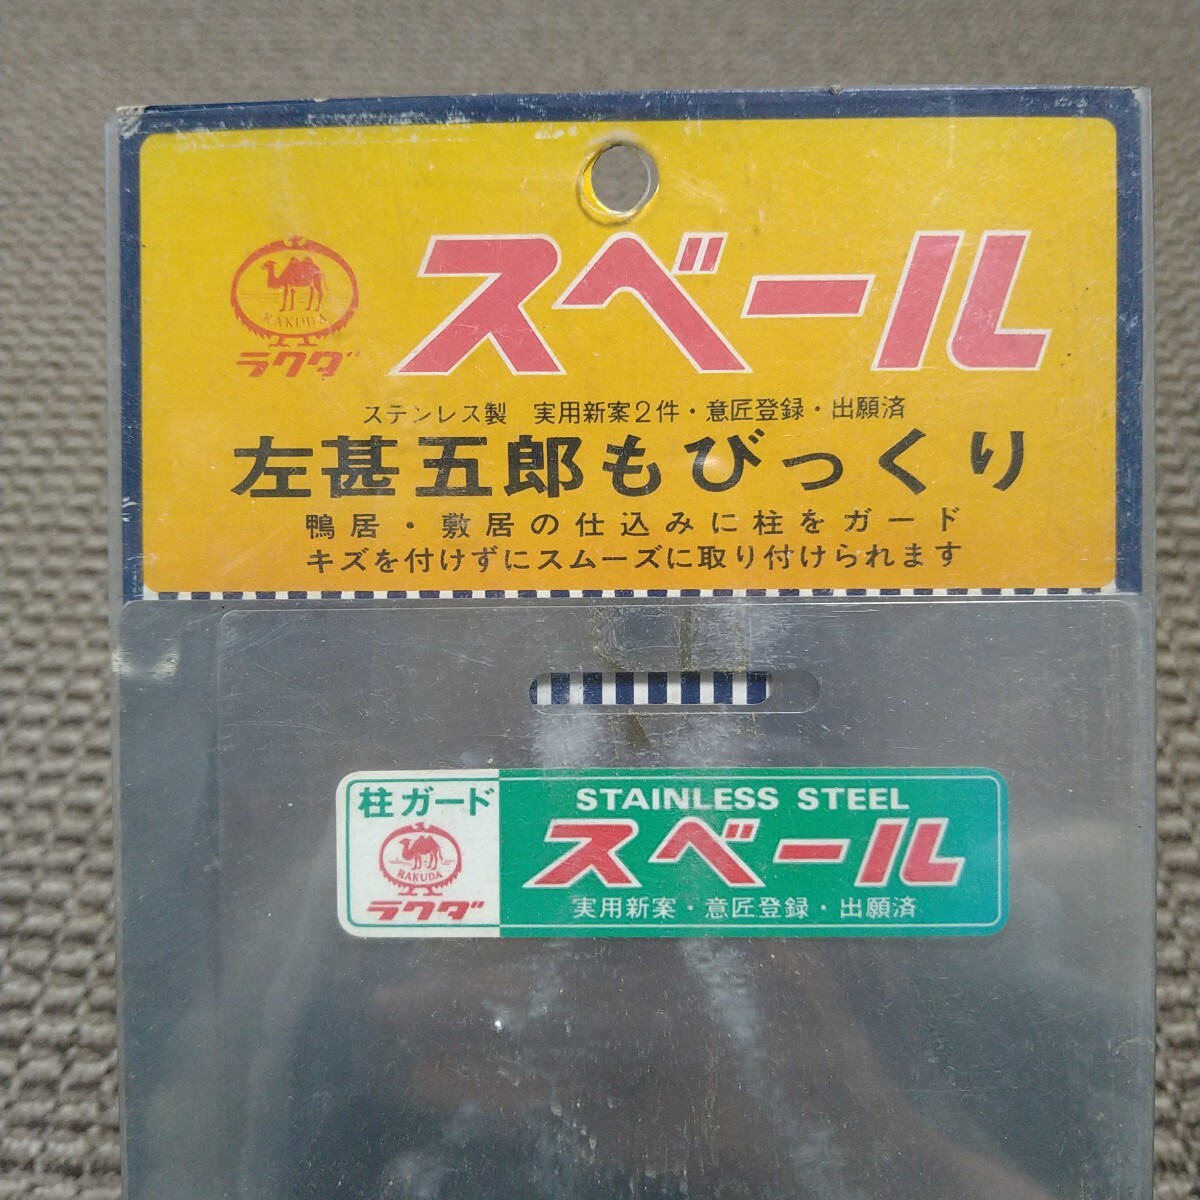 RAKUDA
ラクダ
スベール
ステンレス製 実用新案2件・意匠登録・出願済
左甚五郎もびっくり
鴨居・敷居の仕込みに柱をガード
キズを付けずにスムーズに取り付けられます
柱ガード
RAKUDA
ラクダ
STAINLESS STEEL
スベール
実用新案・意匠登録・出願済